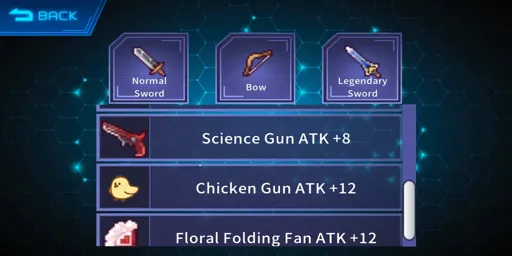 BACK
Normal
Sword
Bow
Legendary
Sword
Science Gun ATK +8
Chicken Gun ATK +12
Floral Folding Fan ATK +12